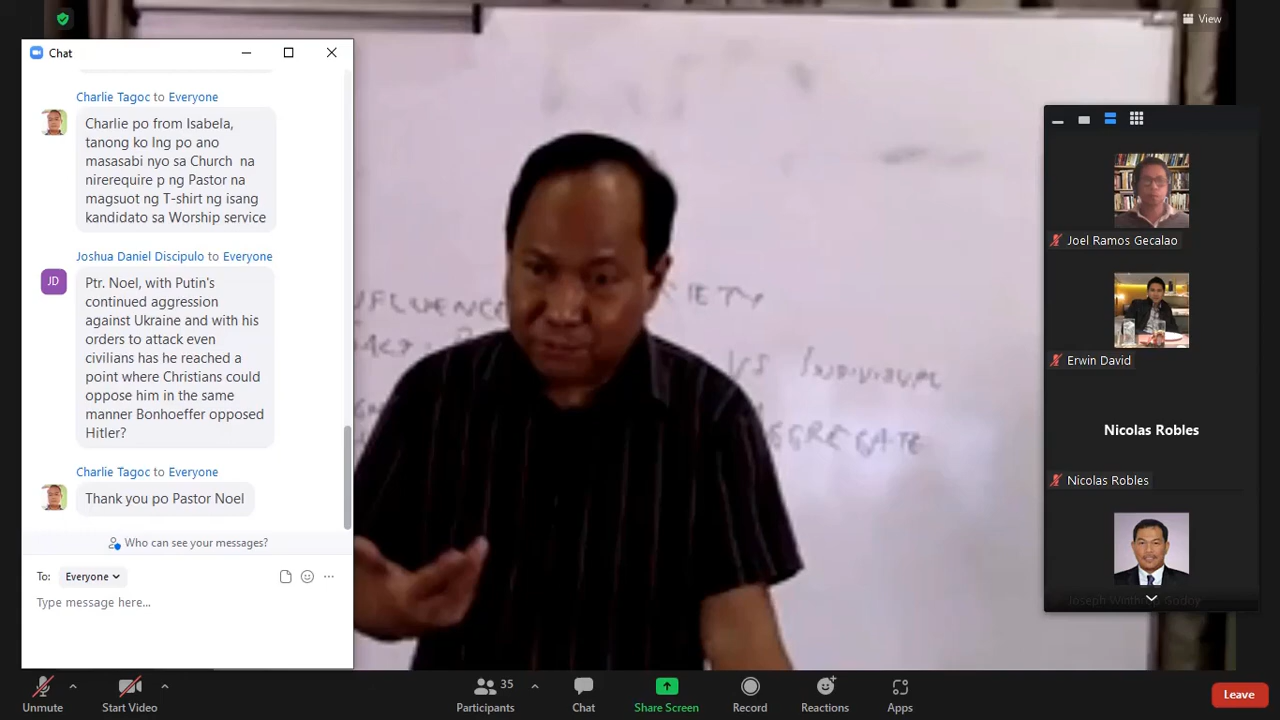 View
Chat
Charlie Tagoc to Everyone
Charlie po from Isabela,
tanong ko lng po ano
masasabi nyo sa Church na
nirerequire p ng Pastor na
magsuot ng T-shirt ng isang
kandidato sa Worship service
Joshua Daniel Discipulo to Everyone
JD
Ptr. Noel, with Putin's
continued aggression
against Ukraine and with his
orders to attack even
civilians has he reached a
point where Christians could
oppose him in the same
manner Bonhoeffer opposed
Hitler?
Charlie Tagoc to Everyone
Thank you po Pastor Noel
Who can see your messages?
To: Everyone
Type message here...
VS INDIVIDUAL
Joel Ramos Gecalao
Erwin David
Nicolas Robles
Nicolas Robles
Joseph Winthrop Godoy
Unmute
Start Video
35
Participants
Chat
Share Screen
Record
Reactions
Apps
Leave